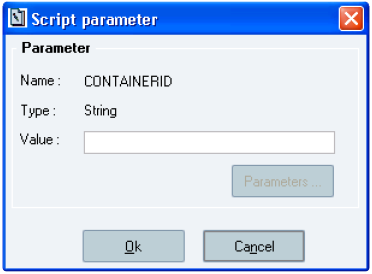 Script parameter
Parameter
Name : CONTAINERID
Type : String
Value :
Parameters ...
Ok
Cancel